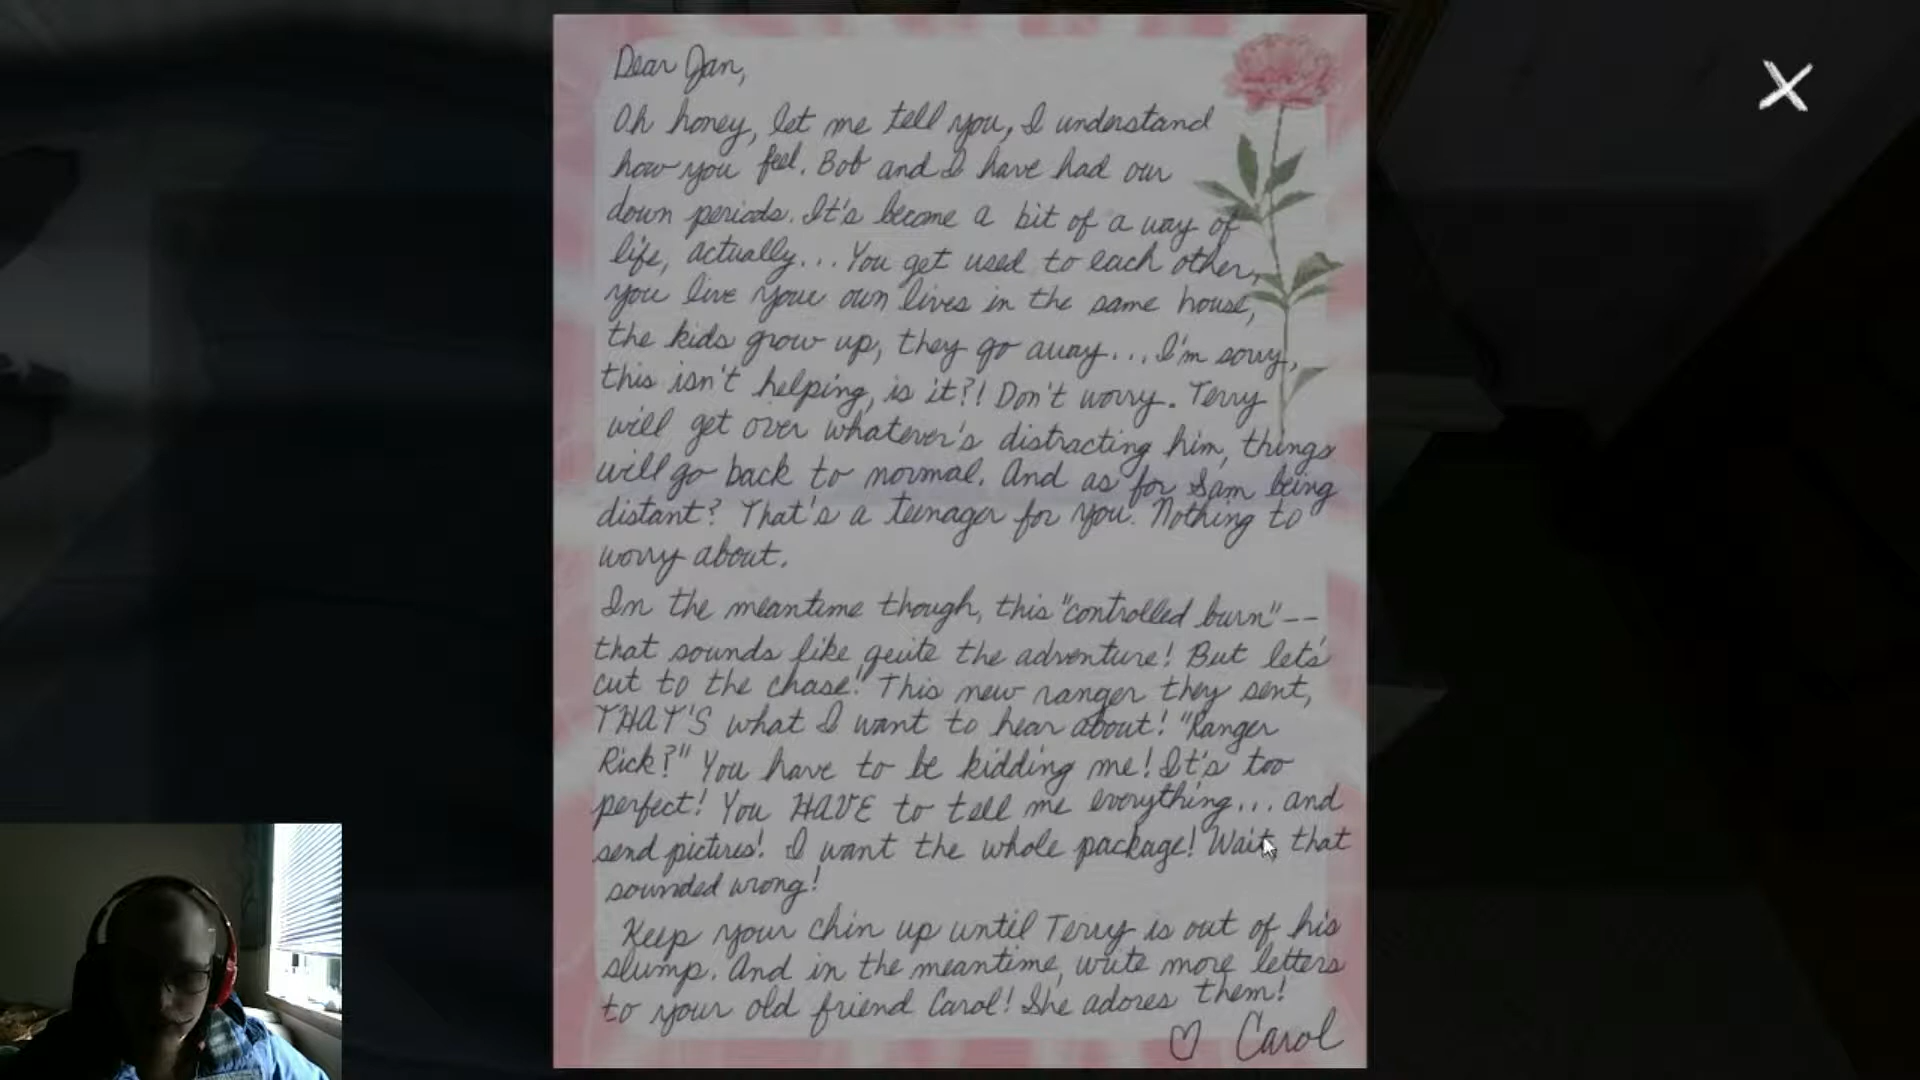 Dear Jan,
Oh honey, let me tell you, I understand
how you feel. Bob and I have had our
down periods. It's become a bit of a way of
life, actually... You get used to each other,
you live your own lives in the same house,
the kids grow up, they go away... I'm sorry,
this isn't helping, is it?! Don't worry. Terry
will get over whatever's distracting him, things
will go back to normal. And as for Sam being
distant? That's a teenager for you. Nothing to
worry about.
In the meantime though, this "controlled burn"--
that sounds like quite the adventure! But let's
cut to the chase! This new ranger they sent,
THAT'S what I want to hear about! "Ranger
Rick?" You have to be kidding me! It's too
perfect! You HAVE to tell me everything... and
send pictures! I want the whole package! Wait, that
sounded wrong!
Keep your chin up until Terry is out of his
slump. And in the meantime, write more letters
to your old friend Carol! She adores them!
♡ Carol